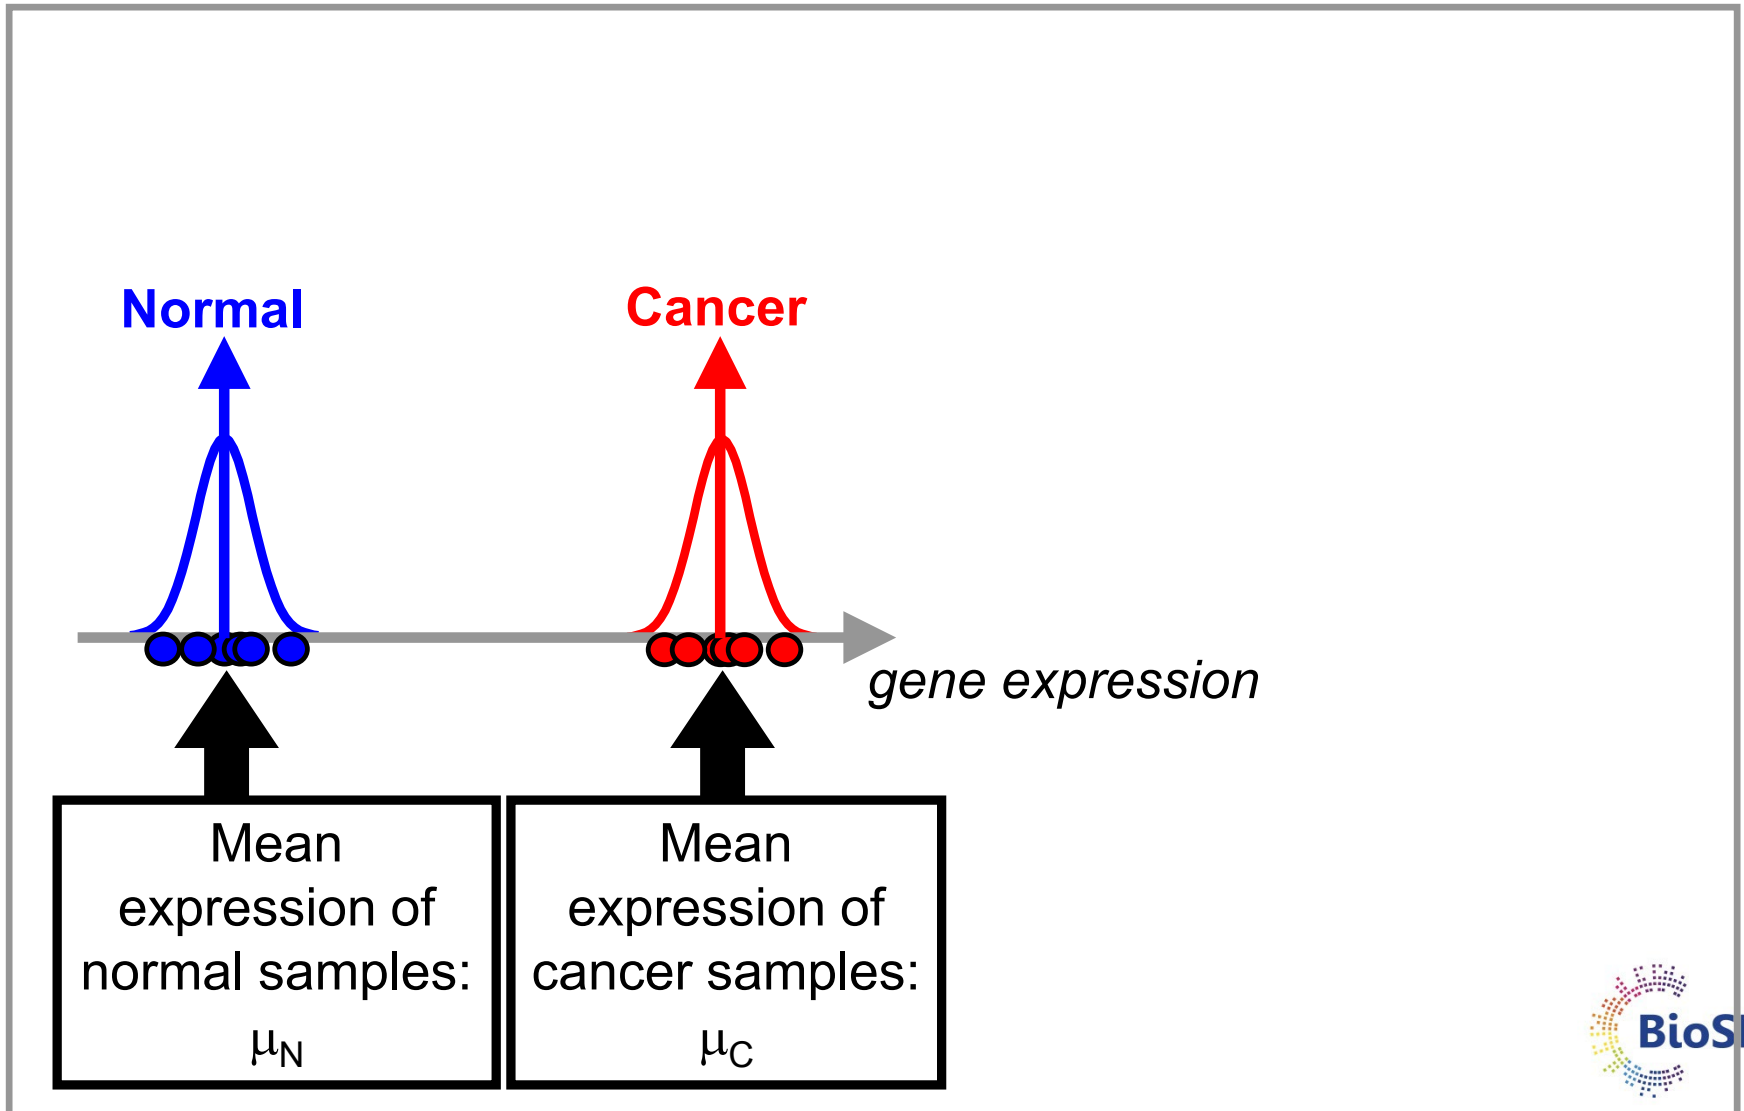 Normal
Cancer
gene expression
Mean
expression of
normal samples:
μN
Mean
expression of
cancer samples:
μC